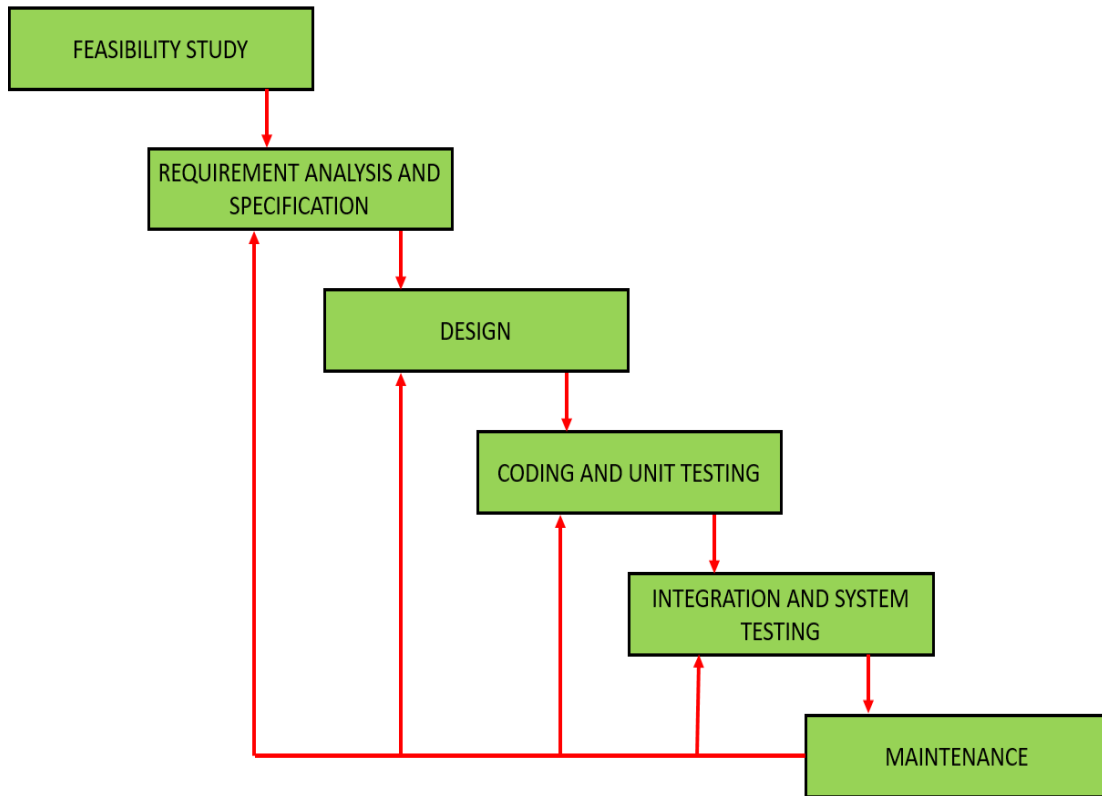 FEASIBILITY STUDY
REQUIREMENT ANALYSIS AND
SPECIFICATION
DESIGN
CODING AND UNIT TESTING
INTEGRATION AND SYSTEM
TESTING
MAINTENANCE